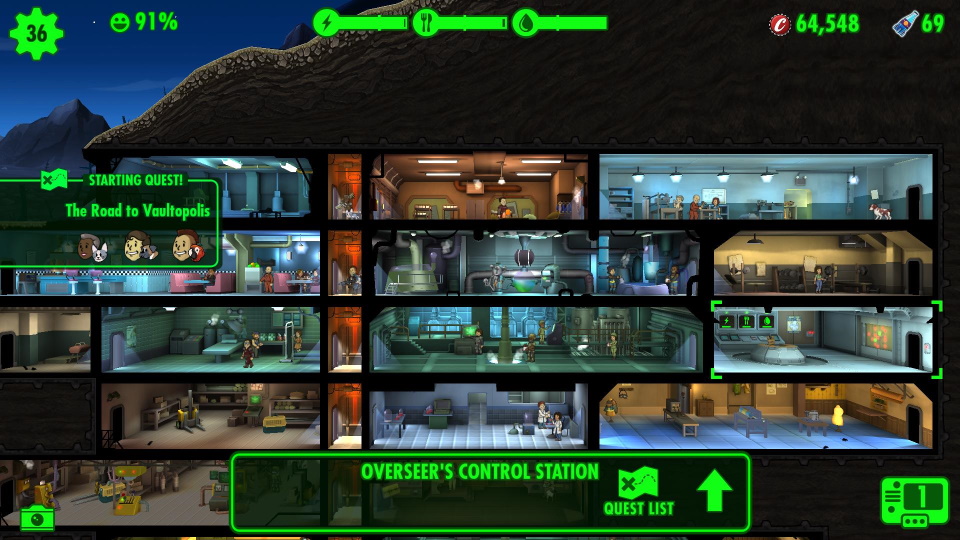 36
91%
64,548
69
STARTING QUEST!
The Road to Vaultopolis
OVERSEER'S CONTROL STATION
QUEST LIST
1